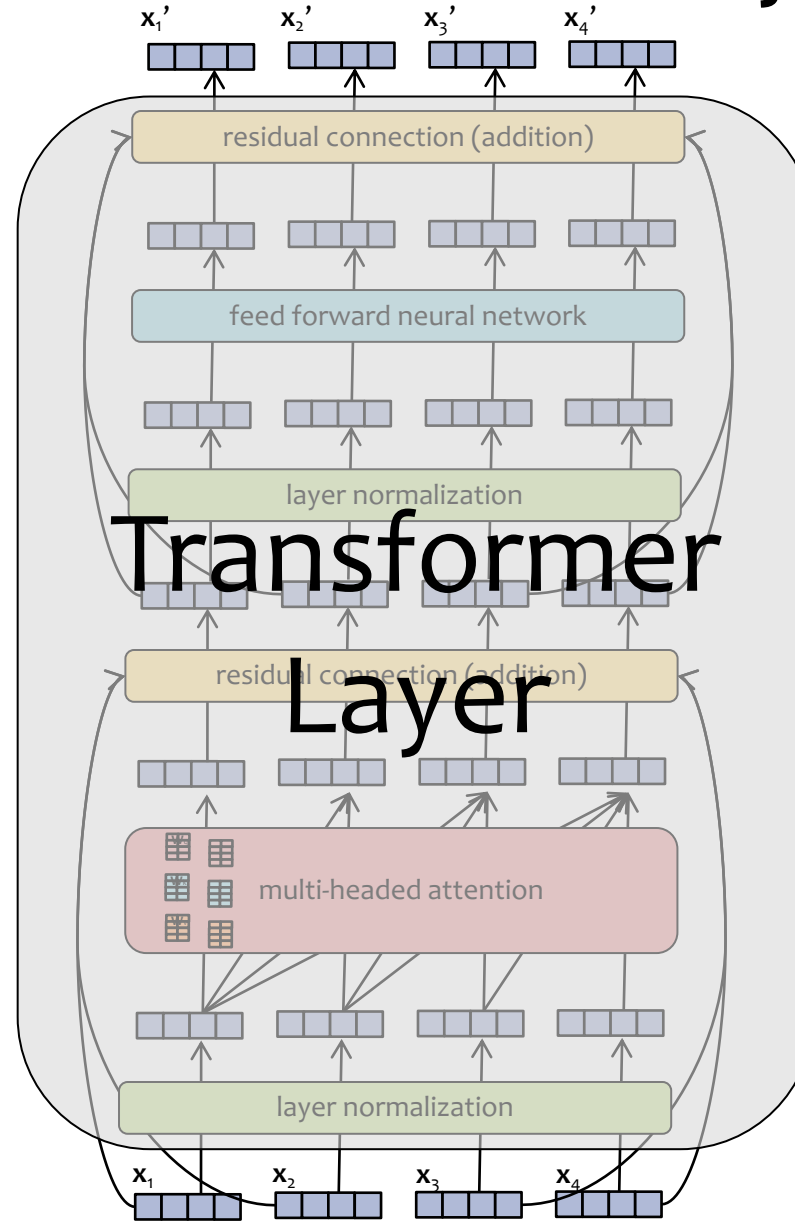 x₁’ x₂’ x₃’ x₄’
residual connection (addition)
feed forward neural network
layer normalization
Transformer
residual connection (addition)
Layer
multi-headed attention
layer normalization
x₁ x₂ x₃ x₄